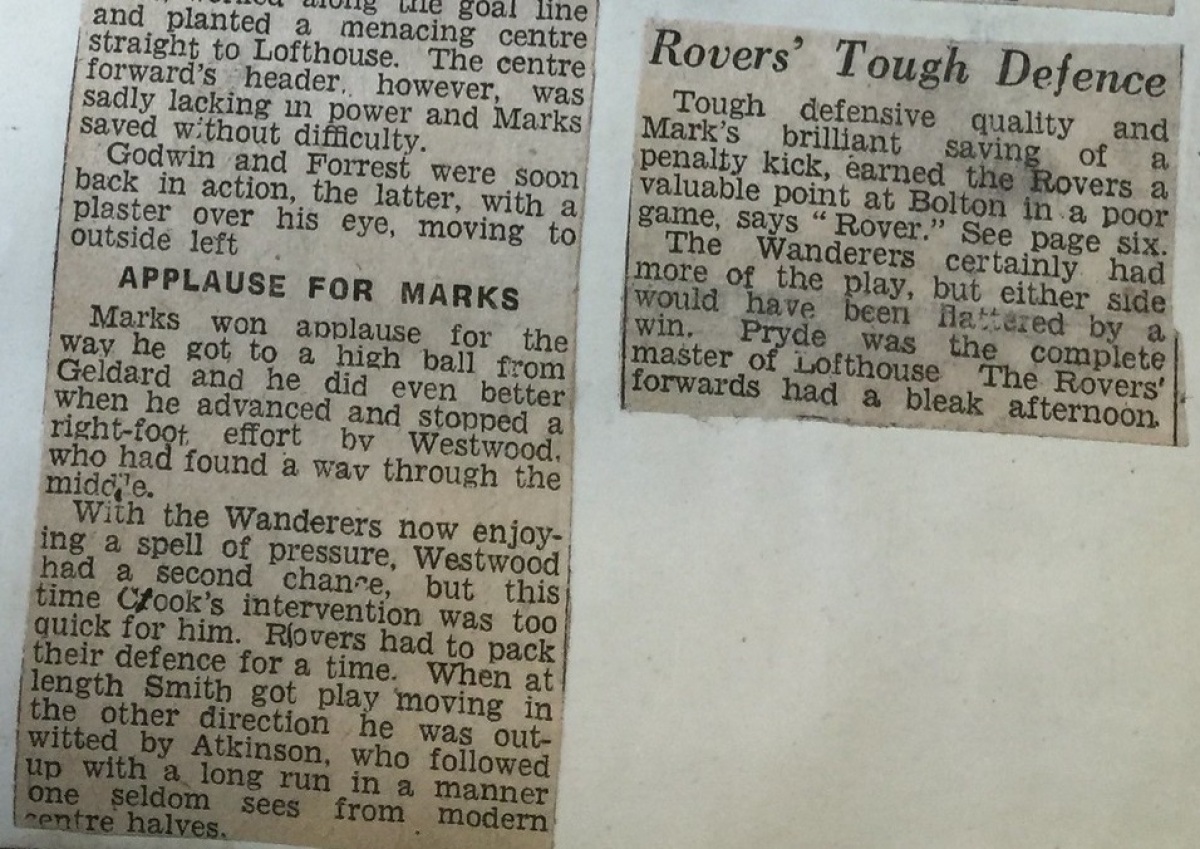 along the goal line
and planted a menacing centre
straight to Lofthouse. The centre
forward's header, however, was
sadly lacking in power and Marks
saved without difficulty.
Godwin and Forrest were soon
back in action, the latter, with a
plaster over his eye, moving to
outside left
APPLAUSE FOR MARKS
Marks won applause for the
way he got to a high ball from
Geldard and he did even better
when he advanced and stopped a
right-foot effort by Westwood,
who had found a way through the
middle.
With the Wanderers now enjoy-
ing a spell of pressure, Westwood
had a second chance, but this
time Crook's intervention was too
quick for him. Rovers had to pack
their defence for a time. When at
length Smith got play moving in
the other direction he was out-
witted by Atkinson, who followed
up with a long run in a manner
one seldom sees from modern
centre halves.
Rovers' Tough Defence
Tough defensive quality and
Mark's brilliant saving of a
penalty kick, earned the Rovers a
valuable point at Bolton in a poor
game, says "Rover." See page six.
The Wanderers certainly had
more of the play, but either side
would have been flattered by a
win. Pryde was the complete
master of Lofthouse The Rovers'
forwards had a bleak afternoon.